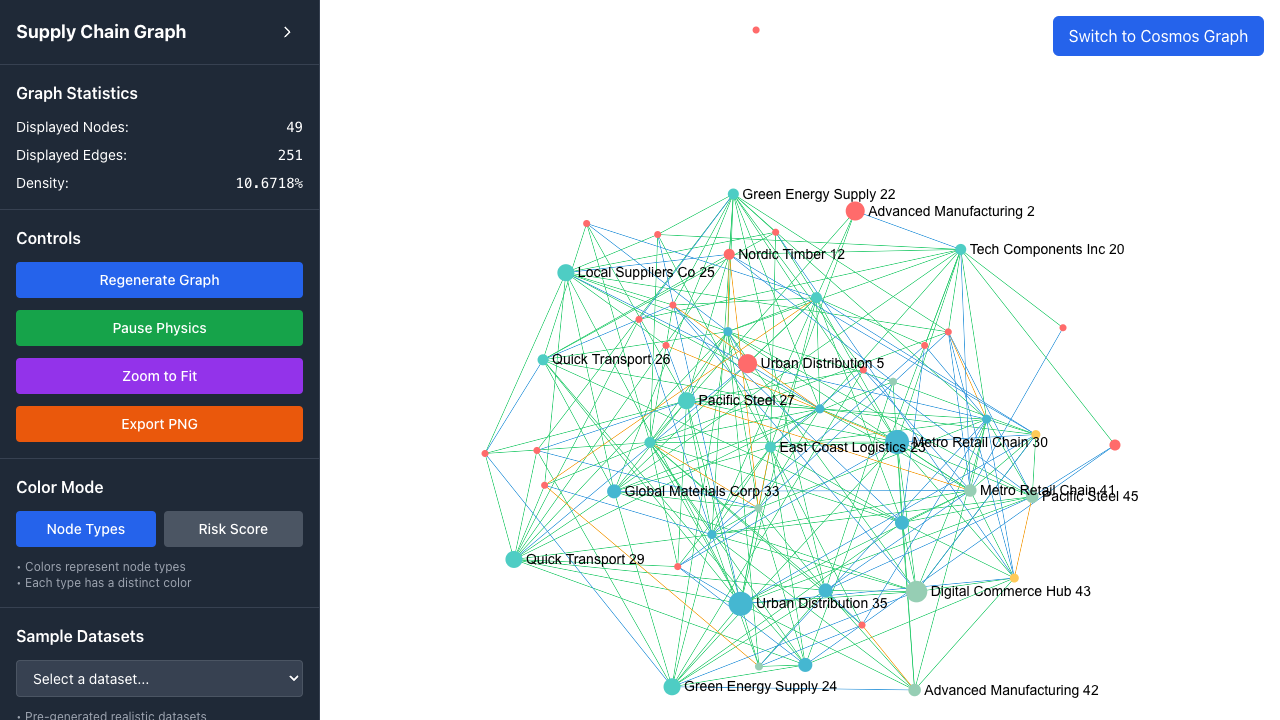 Supply Chain Graph
Graph Statistics
Displayed Nodes: 49
Displayed Edges: 251
Density: 10.6718%
Controls
Regenerate Graph
Pause Physics
Zoom to Fit
Export PNG
Color Mode
Node Types
Risk Score
• Colors represent node types
• Each type has a distinct color
Sample Datasets
Select a dataset...
• Pre-generated realistic datasets
Switch to Cosmos Graph
Green Energy Supply 22
Advanced Manufacturing 2
Tech Components Inc 20
Nordic Timber 12
Local Suppliers Co 25
Quick Transport 26
Urban Distribution 5
Pacific Steel 27
Metro Retail Chain 30
East Coast Logistics 23
Global Materials Corp 33
Metro Retail Chain 41
Pacific Steel 45
Quick Transport 29
Digital Commerce Hub 43
Urban Distribution 35
Green Energy Supply 24
Advanced Manufacturing 42